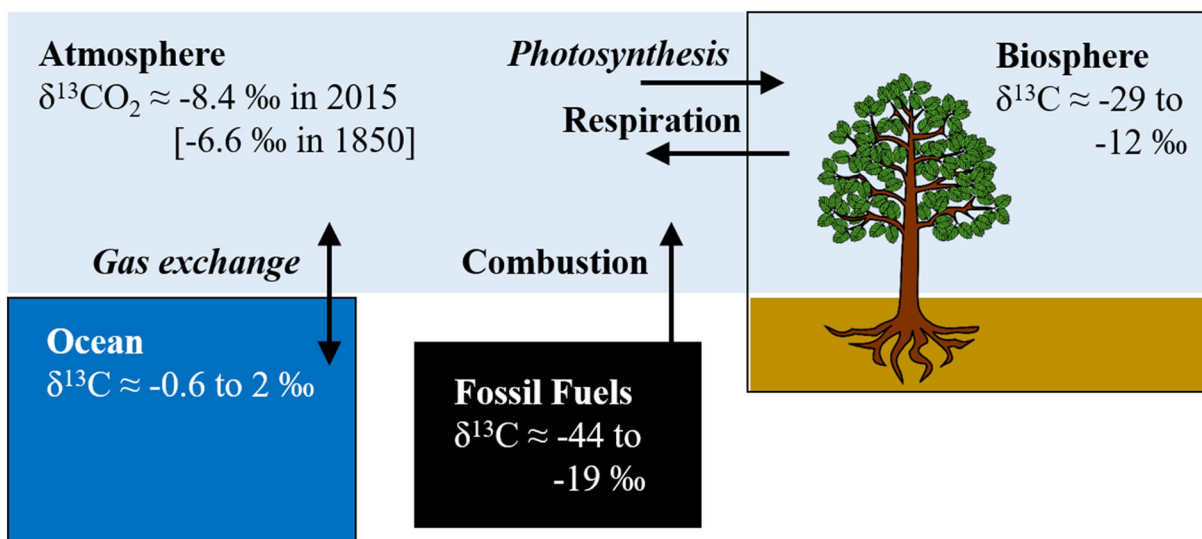 Atmosphere
δ¹³CO₂ ≈ -8.4 ‰ in 2015
[-6.6 ‰ in 1850]
Photosynthesis
Respiration
Biosphere
δ¹³C ≈ -29 to
-12 ‰
Gas exchange
Combustion
Ocean
δ¹³C ≈ -0.6 to 2 ‰
Fossil Fuels
δ¹³C ≈ -44 to
-19 ‰